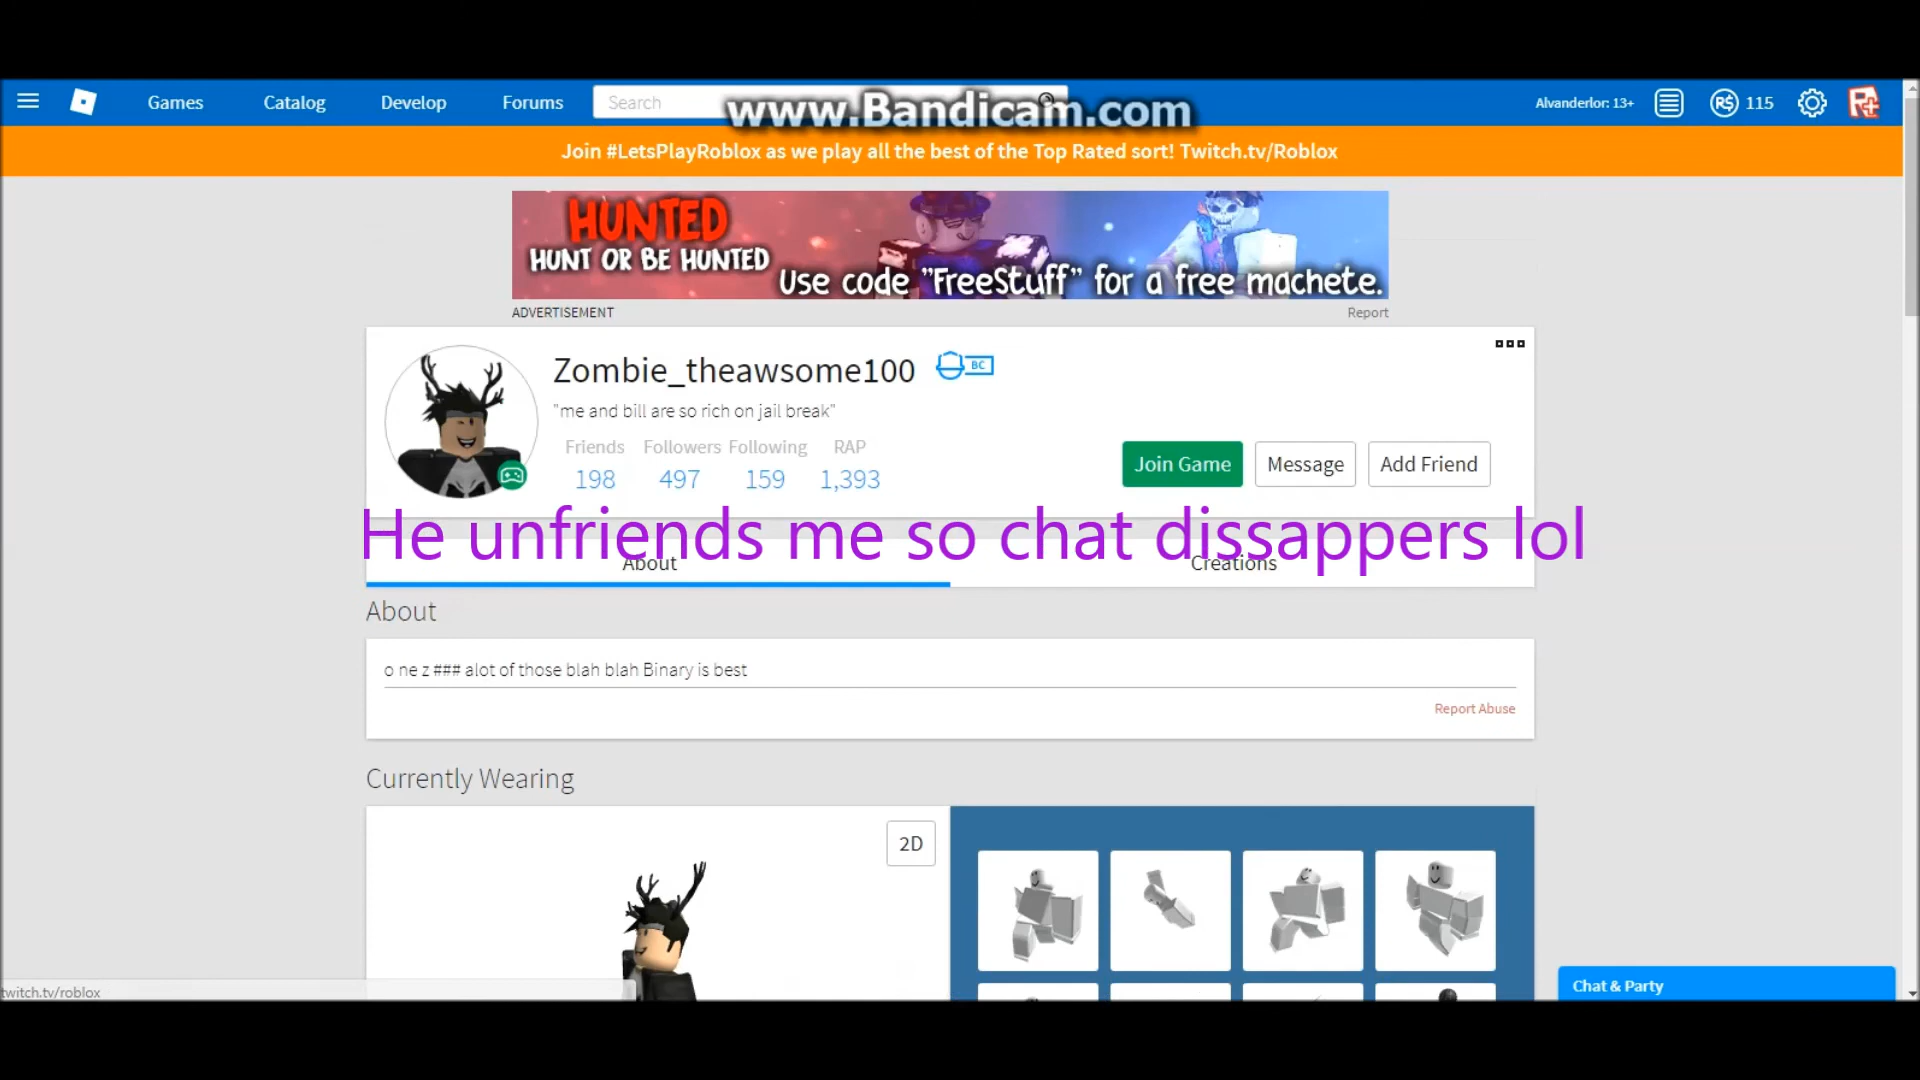 Games Catalog Develop Forums Search www.Bandicam.com Alvanderlor: 13+ R$ 115
Join #LetsPlayRoblox as we play all the best of the Top Rated sort! Twitch.tv/Roblox
HUNTED
HUNT OR BE HUNTED
Use code "FreeStuff" for a free machete.
ADVERTISEMENT Report
Zombie_theawsome100 BC
"me and bill are so rich on jail break"
Friends Followers Following RAP
198 497 159 1,393
Join Game Message Add Friend
He unfriends me so chat dissappers lol
About Creations
About
o ne z ### alot of those blah blah Binary is best
Report Abuse
Currently Wearing
2D
twitch.tv/roblox
Chat & Party